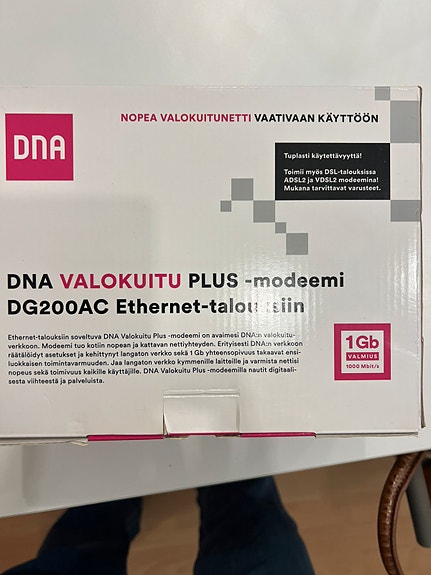 NOPEA VALOKUITUNETTI VAATIVAAN KÄYTTÖÖN
DNA
Tuplasti käytettävyyttä!
Toimii myös DSL-talouksissa
ADSL2 ja VDSL2 modeemina!
Mukana tarvittavat varusteet.
DNA VALOKUITU PLUS -modeemi
DG200AC Ethernet-talouksiin
Ethernet-talouksiin soveltuva DNA Valokuitu Plus -modeemi on avaimesi DNA:n valokuitu-
verkkoon. Modeemi tuo kotiin nopean ja kattavan nettiyhteyden. Erityisesti DNA:n verkkoon
räätälöidyt asetukset ja kehittynyt langaton verkko sekä 1 Gb yhteensopivuus takaavat ensi-
luokkaisen toimintavarmuuden. Jaa langaton verkko kymmenille laitteille ja varmista nettisi
nopeus sekä toimivuus kaikille käyttäjille. DNA Valokuitu Plus -modeemilla nautit digitaali-
sesta viihteestä ja palveluista.
1 Gb
VALMIUS
1000 Mbit/s